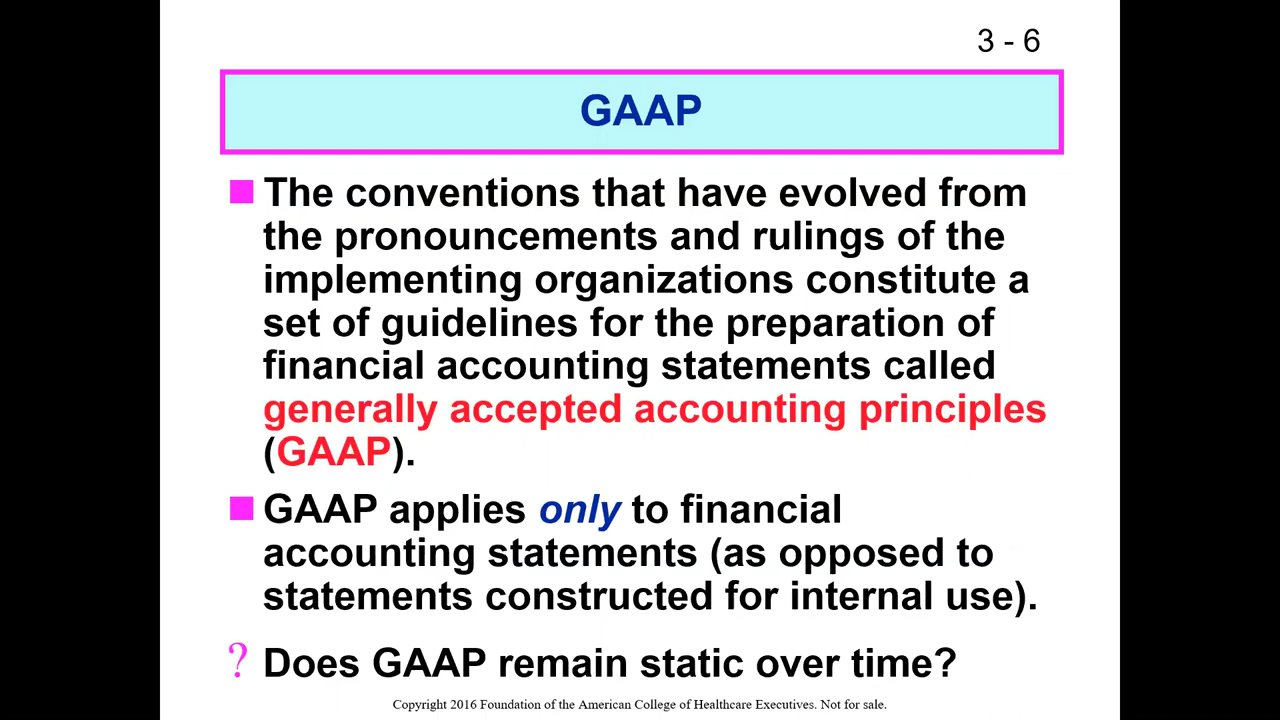 3 - 6
GAAP
The conventions that have evolved from
the pronouncements and rulings of the
implementing organizations constitute a
set of guidelines for the preparation of
financial accounting statements called
generally accepted accounting principles
(GAAP).
GAAP applies only to financial
accounting statements (as opposed to
statements constructed for internal use).
? Does GAAP remain static over time?
Copyright 2016 Foundation of the American College of Healthcare Executives. Not for sale.